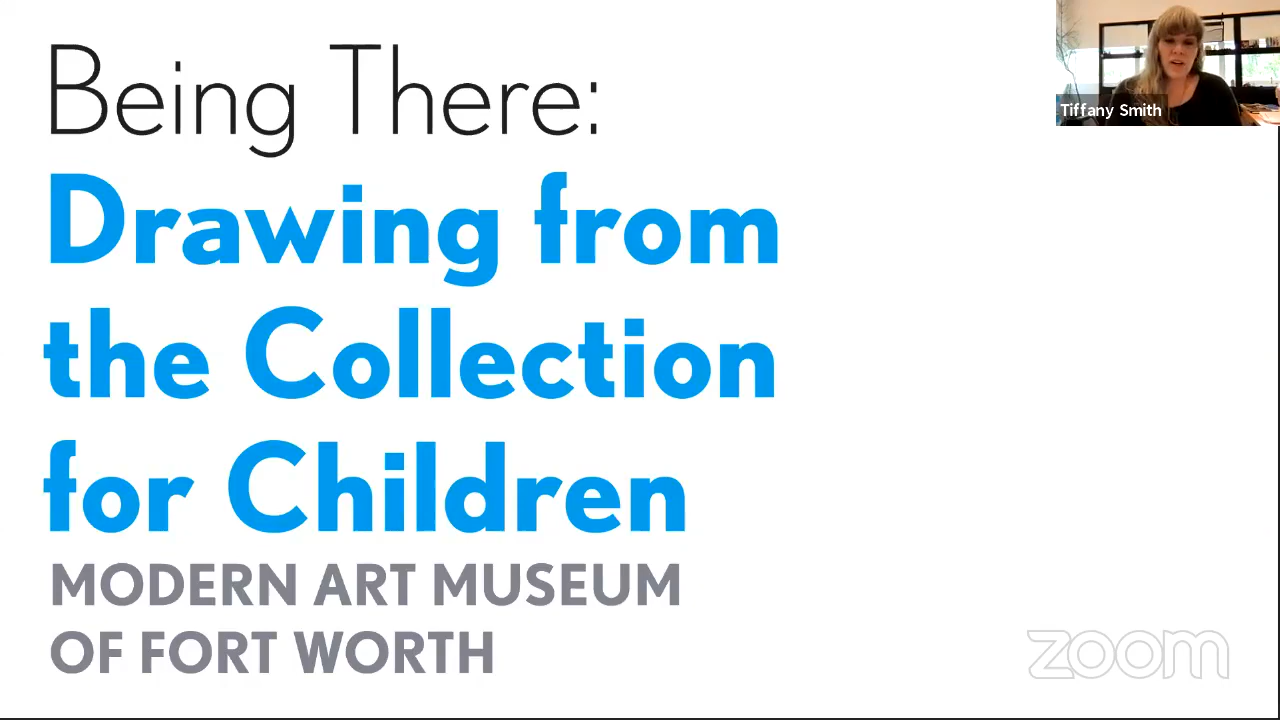 Being There:
Drawing from
the Collection
for Children
MODERN ART MUSEUM
OF FORT WORTH
Tiffany Smith
zoom